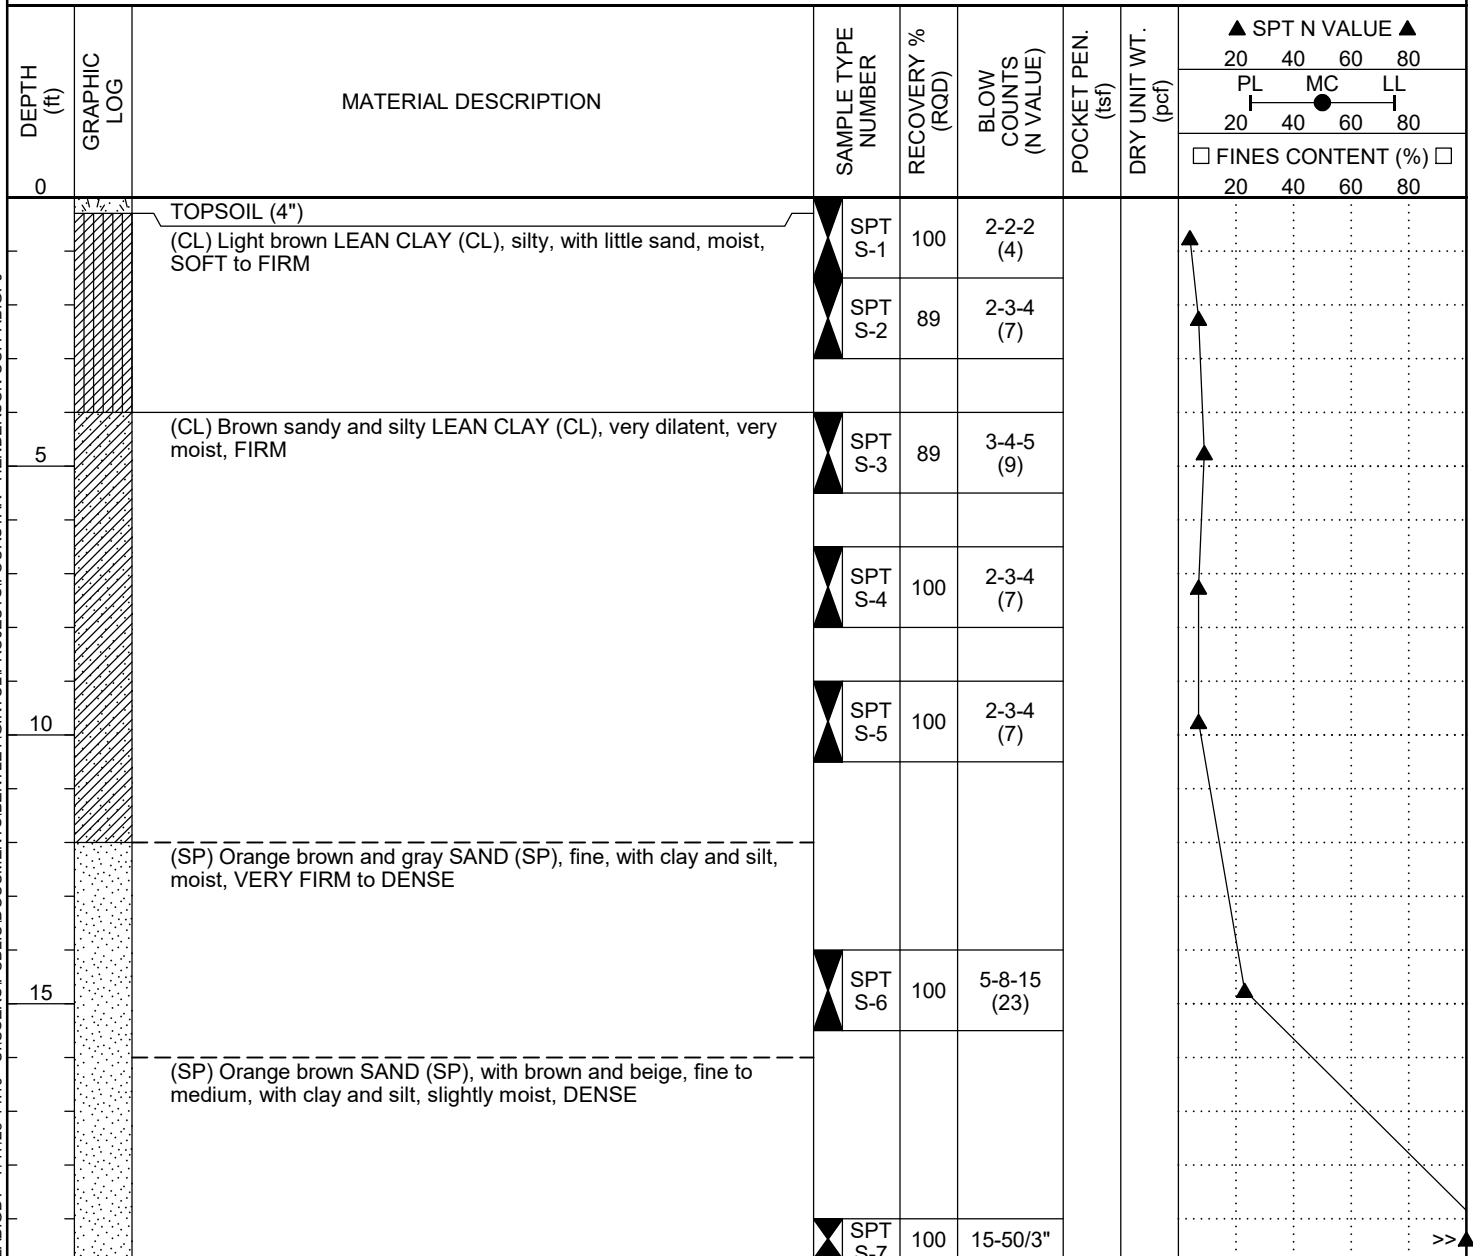 DEPTH
(ft)
GRAPHIC
LOG
MATERIAL DESCRIPTION
SAMPLE TYPE
NUMBER
RECOVERY %
(RQD)
BLOW
COUNTS
(N VALUE)
POCKET PEN.
(tsf)
DRY UNIT WT.
(pcf)
▲ SPT N VALUE ▲
20 40 60 80
PL MC LL
20 40 60 80
□ FINES CONTENT (%) □
20 40 60 80
0
TOPSOIL (4")
(CL) Light brown LEAN CLAY (CL), silty, with little sand, moist,
SOFT to FIRM
SPT
S-1
100
2-2-2
(4)
SPT
S-2
89
2-3-4
(7)
(CL) Brown sandy and silty LEAN CLAY (CL), very dilatent, very
moist, FIRM
SPT
S-3
89
3-4-5
(9)
5
SPT
S-4
100
2-3-4
(7)
SPT
S-5
100
2-3-4
(7)
10
(SP) Orange brown and gray SAND (SP), fine, with clay and silt,
moist, VERY FIRM to DENSE
SPT
S-6
100
5-8-15
(23)
15
(SP) Orange brown SAND (SP), with brown and beige, fine to
medium, with clay and silt, slightly moist, DENSE
SPT
S-7
100
15-50/3"
>>